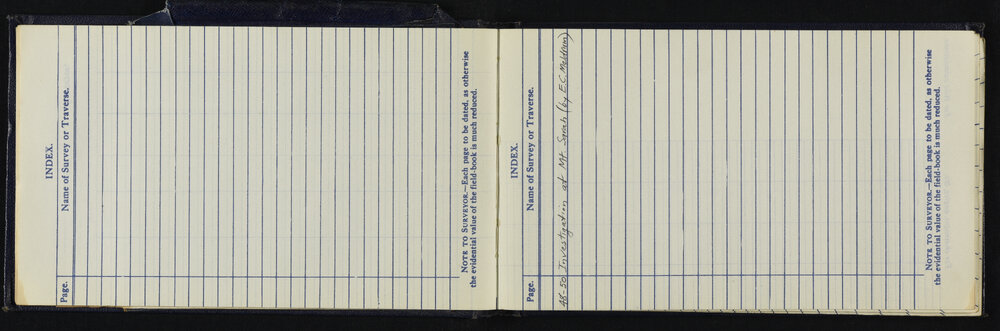 INDEX.
Page. Name of Survey or Traverse.
NOTE TO SURVEYOR.—Each page to be dated, as otherwise
the evidential value of the field-book is much reduced.
INDEX.
Page. Name of Survey or Traverse.
48-50 Investigation at Mt. Sarah (by E.C. Meldrum)
NOTE TO SURVEYOR.—Each page to be dated, as otherwise
the evidential value of the field-book is much reduced.